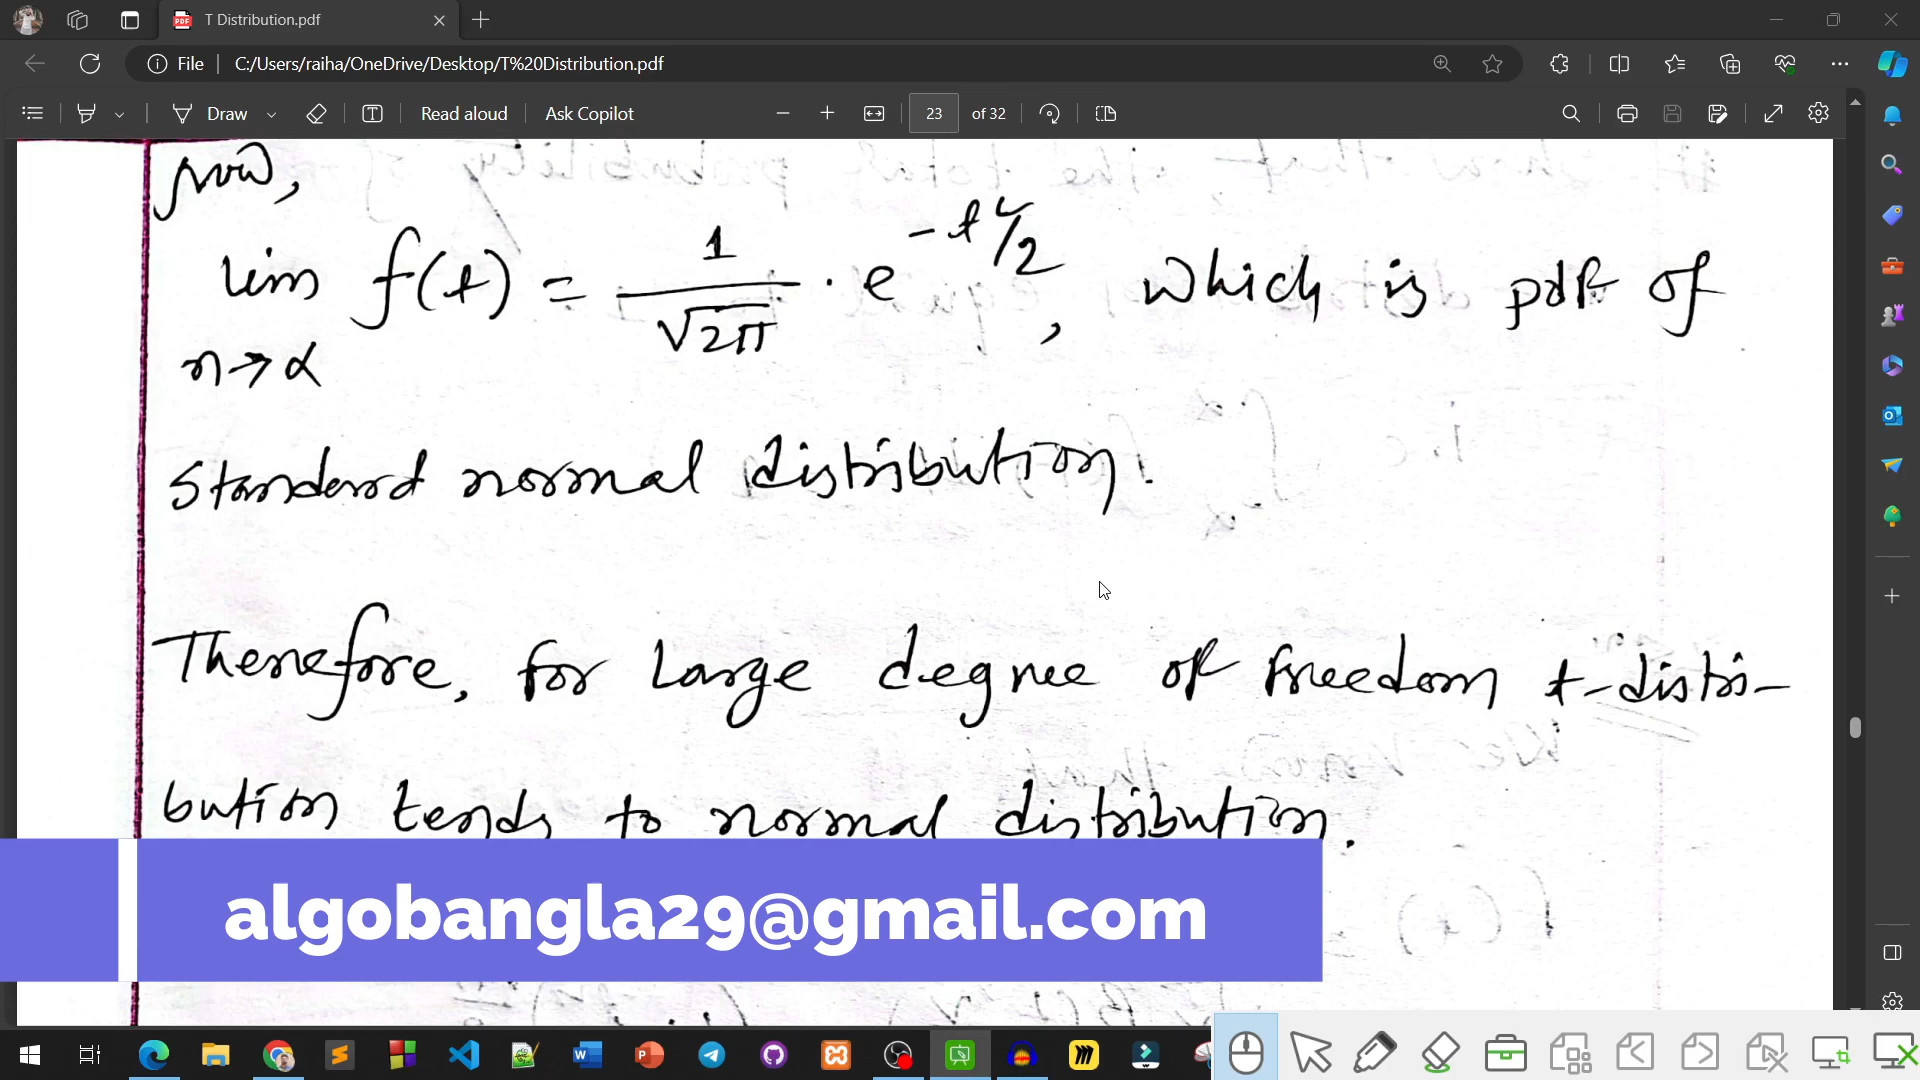 T Distribution.pdf
File
C:/Users/raiha/OneDrive/Desktop/T%20Distribution.pdf
Draw
Read aloud
Ask Copilot
23
of 32
now,
lim f(t) = 1/√2π · e^-t²/2, which is pdf of
n→α
Standard normal distribution.
Therefore, for Large degree of freedom t-distri-
bution tends to normal distribution.
algobangla29@gmail.com